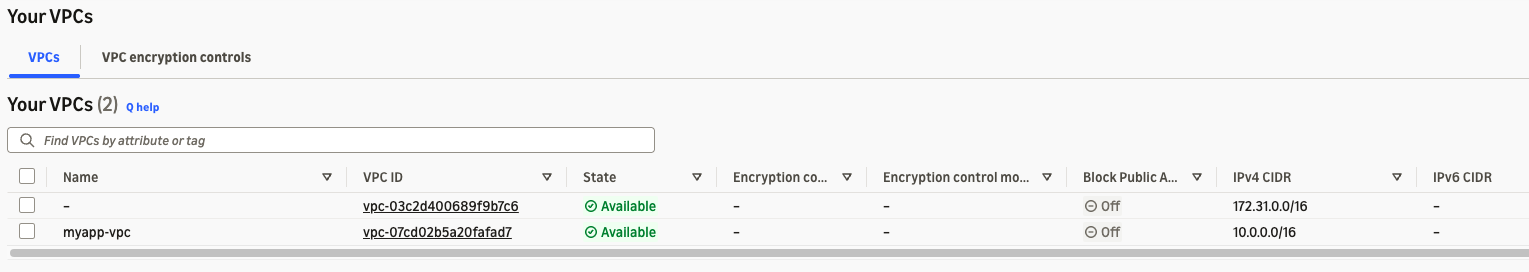 Your VPCs
VPCs VPC encryption controls
Your VPCs (2) Q help
Find VPCs by attribute or tag
Name VPC ID State Encryption co... Encryption control mo... Block Public A... IPv4 CIDR IPv6 CIDR
– vpc-03c2d400689f9b7c6 Available – – Off 172.31.0.0/16 –
myapp-vpc vpc-07cd02b5a20fafad7 Available – – Off 10.0.0.0/16 –